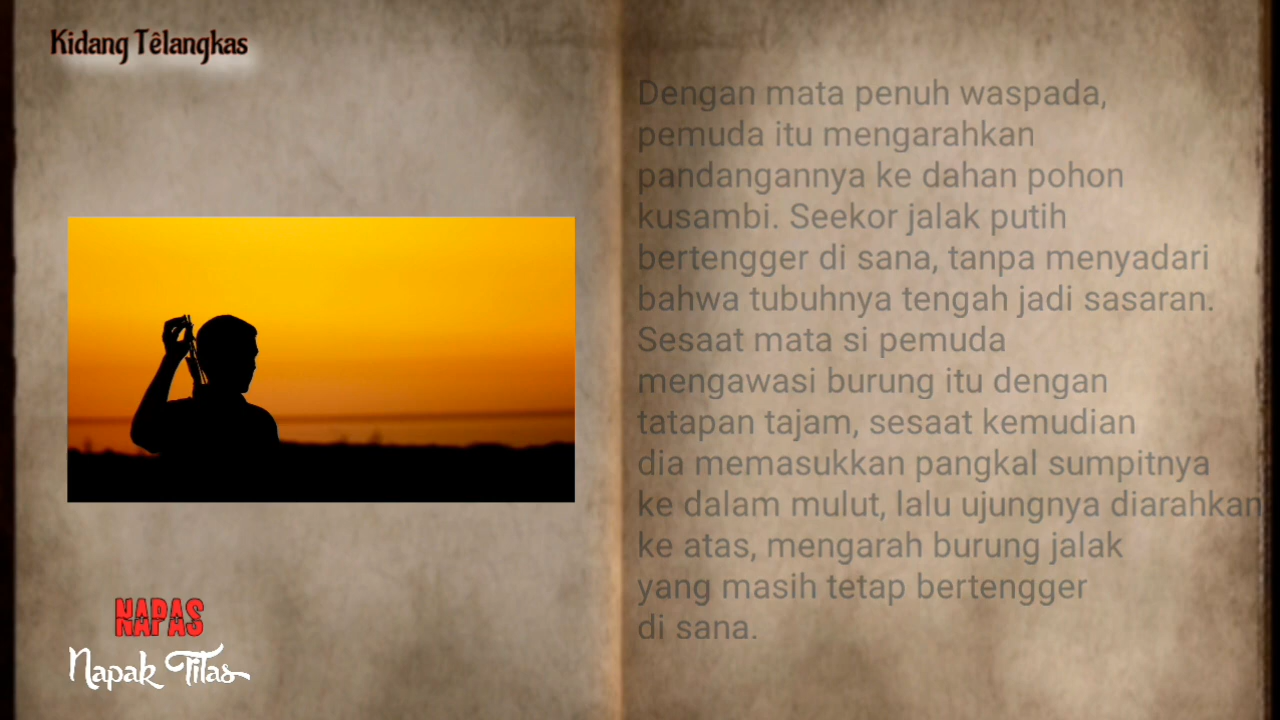 Kidang Têlangkas
Dengan mata penuh waspada,
pemuda itu mengarahkan
pandangannya ke dahan pohon
kusambi. Seekor jalak putih
bertengger di sana, tanpa menyadari
bahwa tubuhnya tengah jadi sasaran.
Sesaat mata si pemuda
mengawasi burung itu dengan
tatapan tajam, sesaat kemudian
dia memasukkan pangkal sumpitnya
ke dalam mulut, lalu ujungnya diarahkan
ke atas, mengarah burung jalak
yang masih tetap bertengger
di sana.
NAPAS
Napak Tilas